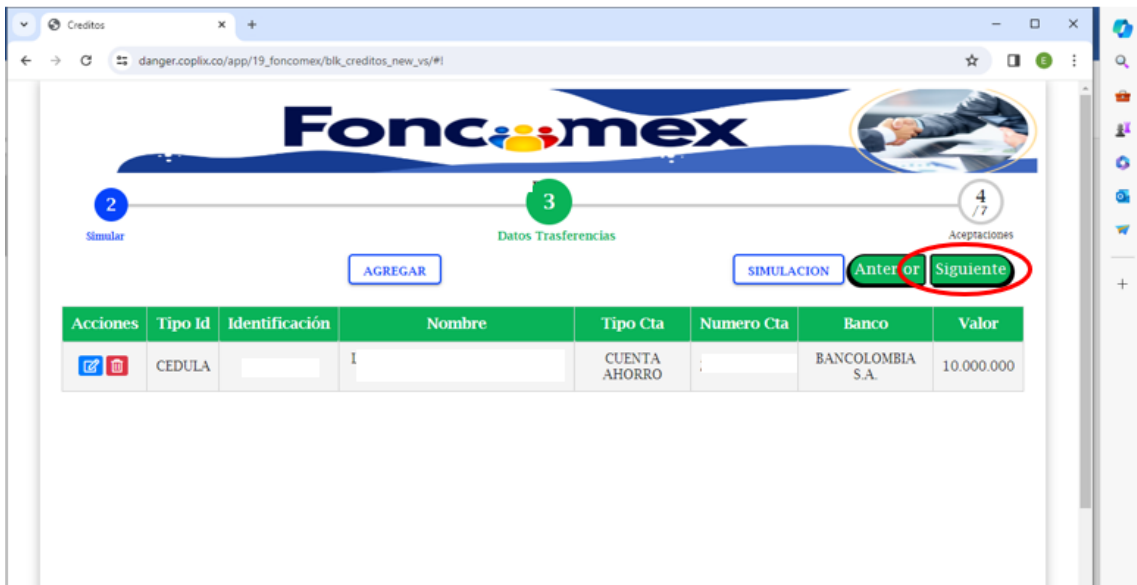 Creditos
danger.coplix.co/app/19_foncomex/blk_creditos_new_vs/#!
E
Foncomex
2
3
4
/7
Simular
Datos Trasferencias
Aceptaciones
AGREGAR
SIMULACION
Anterior
Siguiente
Acciones Tipo Id Identificación Nombre Tipo Cta Numero Cta Banco Valor
CEDULA CUENTA AHORRO BANCOLOMBIA S.A. 10.000.000